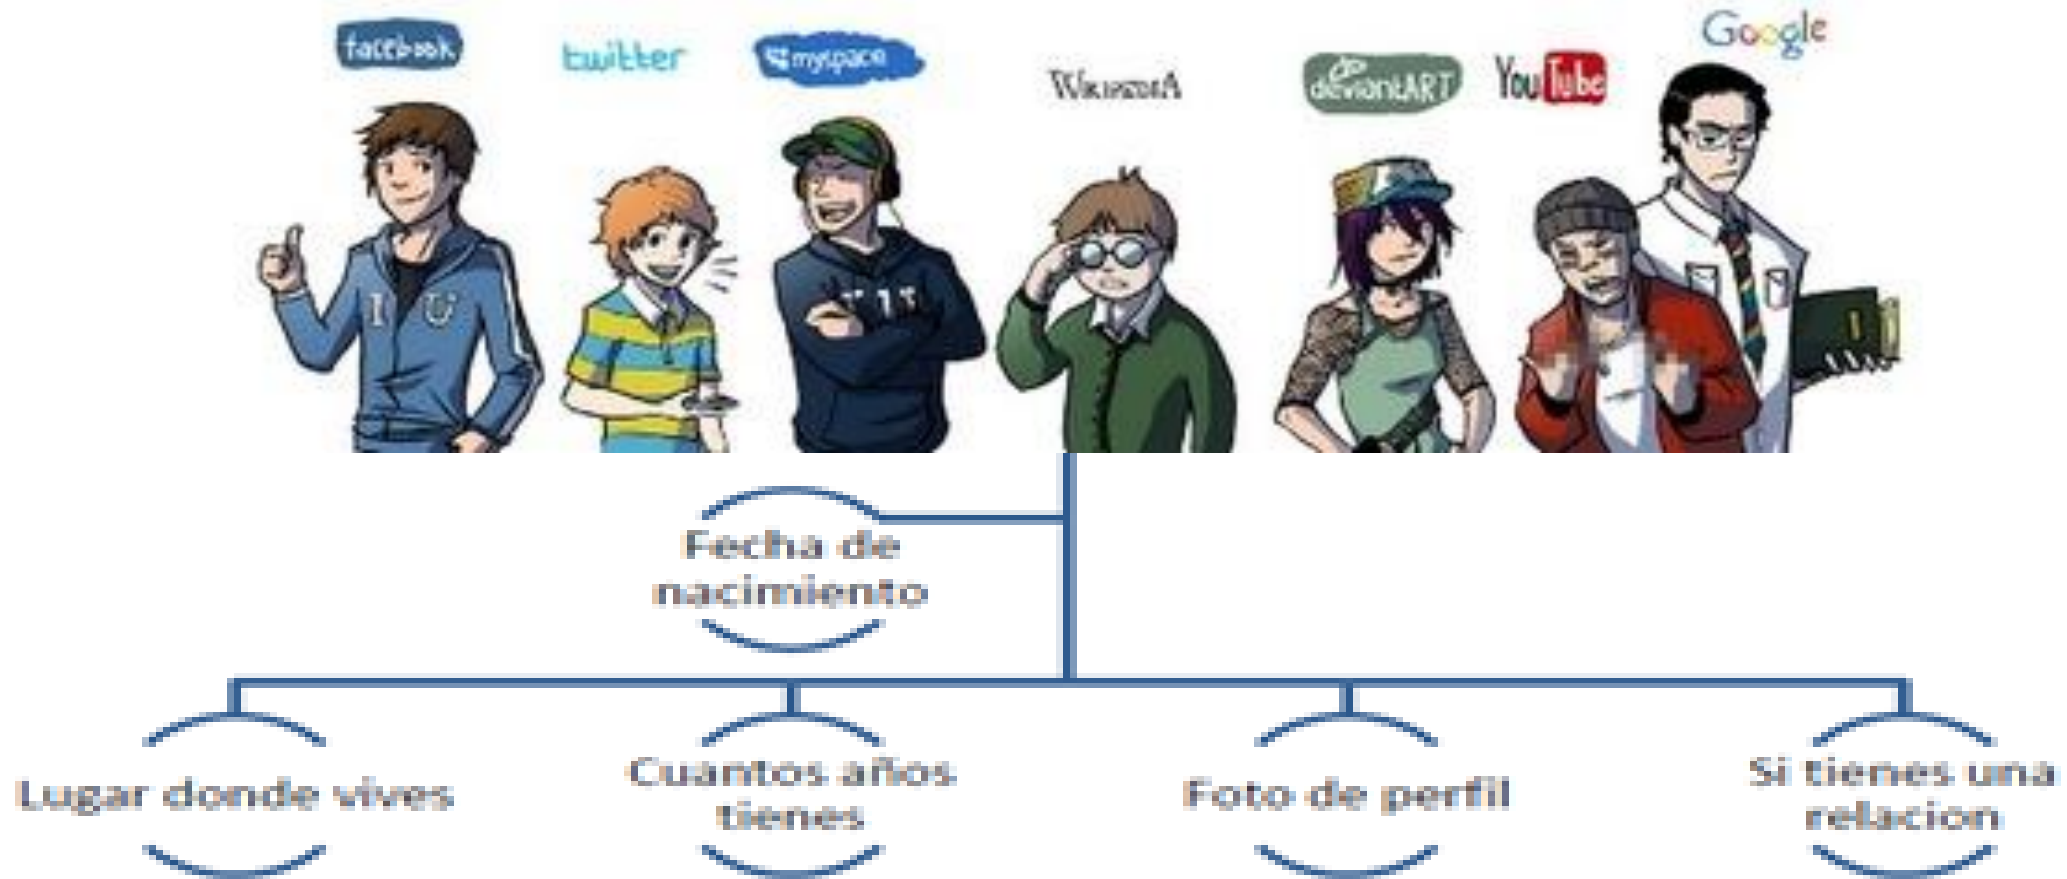 facebook
twitter
myspace
WIKIPEDIA
deviantART
YouTube
Google
I U
Fecha de
nacimiento
Lugar donde vives
Cuantos años
tienes
Foto de perfil
Si tienes una
relacion